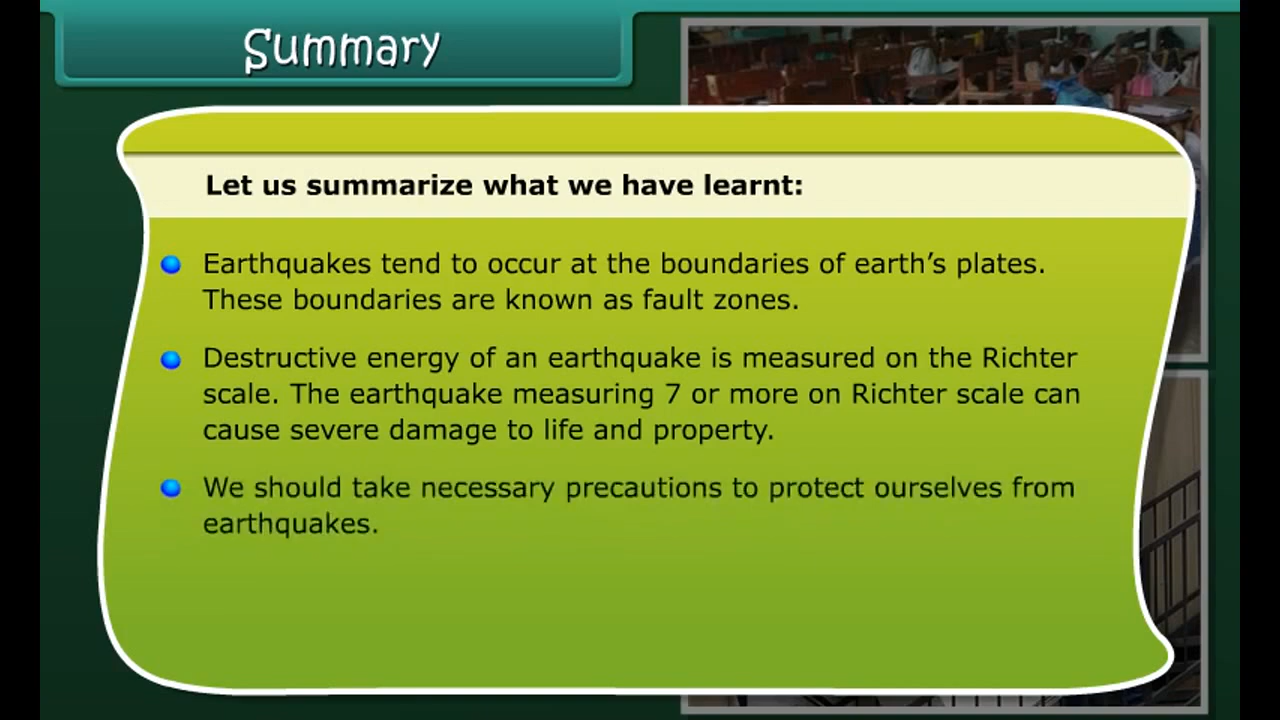 Summary
Let us summarize what we have learnt:
Earthquakes tend to occur at the boundaries of earth’s plates.
These boundaries are known as fault zones.
Destructive energy of an earthquake is measured on the Richter
scale. The earthquake measuring 7 or more on Richter scale can
cause severe damage to life and property.
We should take necessary precautions to protect ourselves from
earthquakes.